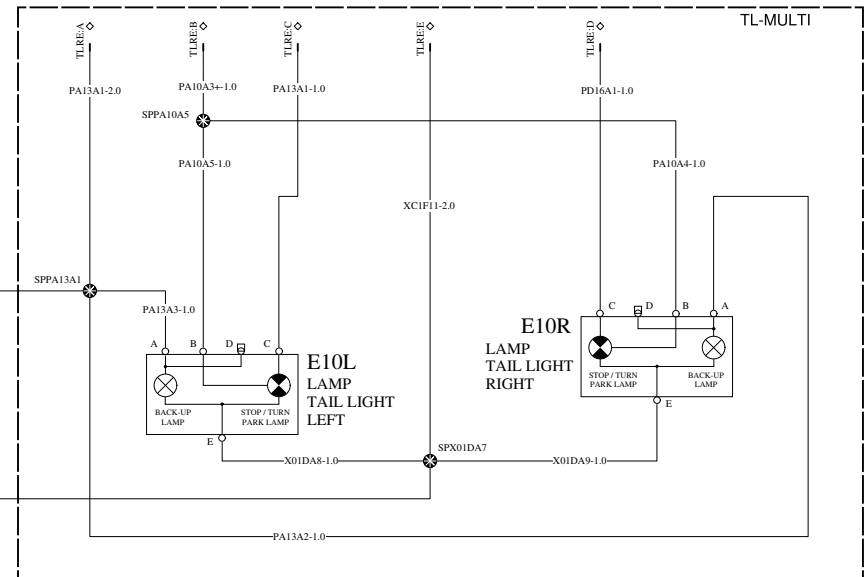 TL-MULTI
TLRE:A
TLRE:B
TLRE:C
TLRE:E
TLRE:D
PA13A1-2.0
PA10A3+-1.0
PA13A1-1.0
PD16A1-1.0
SPPA10A5
PA10A5-1.0
PA10A4-1.0
XC1F11-2.0
SPPA13A1
PA13A3-1.0
A
B
D
C
E10L
LAMP
TAIL LIGHT
LEFT
BACK-UP
LAMP
STOP / TURN
PARK LAMP
E
C
D
B
A
E10R
LAMP
TAIL LIGHT
RIGHT
STOP / TURN
PARK LAMP
BACK-UP
LAMP
E
SPX01DA7
X01DA8-1.0
X01DA9-1.0
PA13A2-1.0